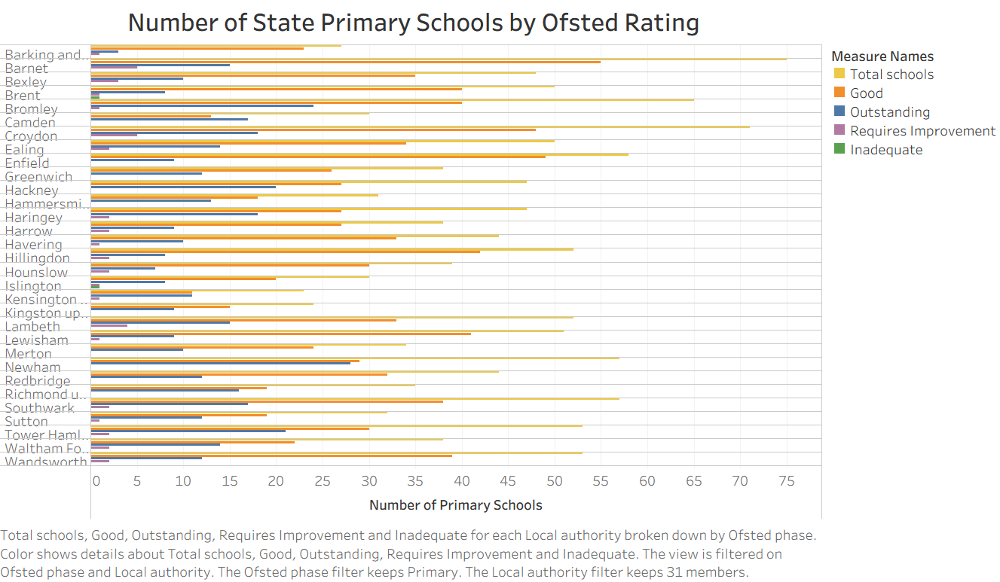 Number of State Primary Schools by Ofsted Rating
Measure Names
Total schools
Good
Outstanding
Requires Improvement
Inadequate
Barking and..
Barnet
Bexley
Brent
Bromley
Camden
Croydon
Ealing
Enfield
Greenwich
Hackney
Hammersmi..
Haringey
Harrow
Havering
Hillingdon
Hounslow
Islington
Kensington ..
Kingston up..
Lambeth
Lewisham
Merton
Newham
Redbridge
Richmond u..
Southwark
Sutton
Tower Haml..
Waltham Fo..
Wandsworth
0 5 10 15 20 25 30 35 40 45 50 55 60 65 70 75
Number of Primary Schools
Total schools, Good, Outstanding, Requires Improvement and Inadequate for each Local authority broken down by Ofsted phase.
Color shows details about Total schools, Good, Outstanding, Requires Improvement and Inadequate. The view is filtered on
Ofsted phase and Local authority. The Ofsted phase filter keeps Primary. The Local authority filter keeps 31 members.